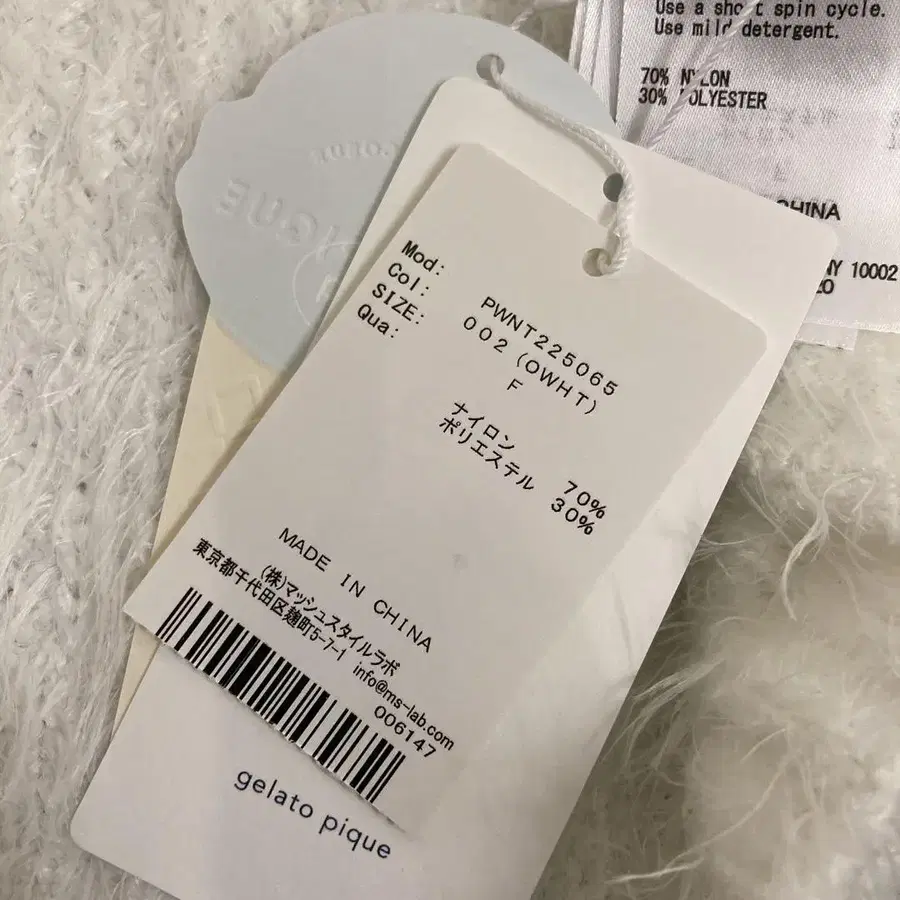 Use a short spin cycle.
Use mild detergent.
70% NYLON
30% POLYESTER
CHINA
NY 10002
Mod: PWNT225065
Col: 002 (OWHT)
SIZE: F
Qua: ナイロン 70%
ポリエステル 30%
MADE IN CHINA
(株)マッシュスタイルラボ
東京都千代田区麹町5-7-1 info@ms-lab.com
006147
gelato pique